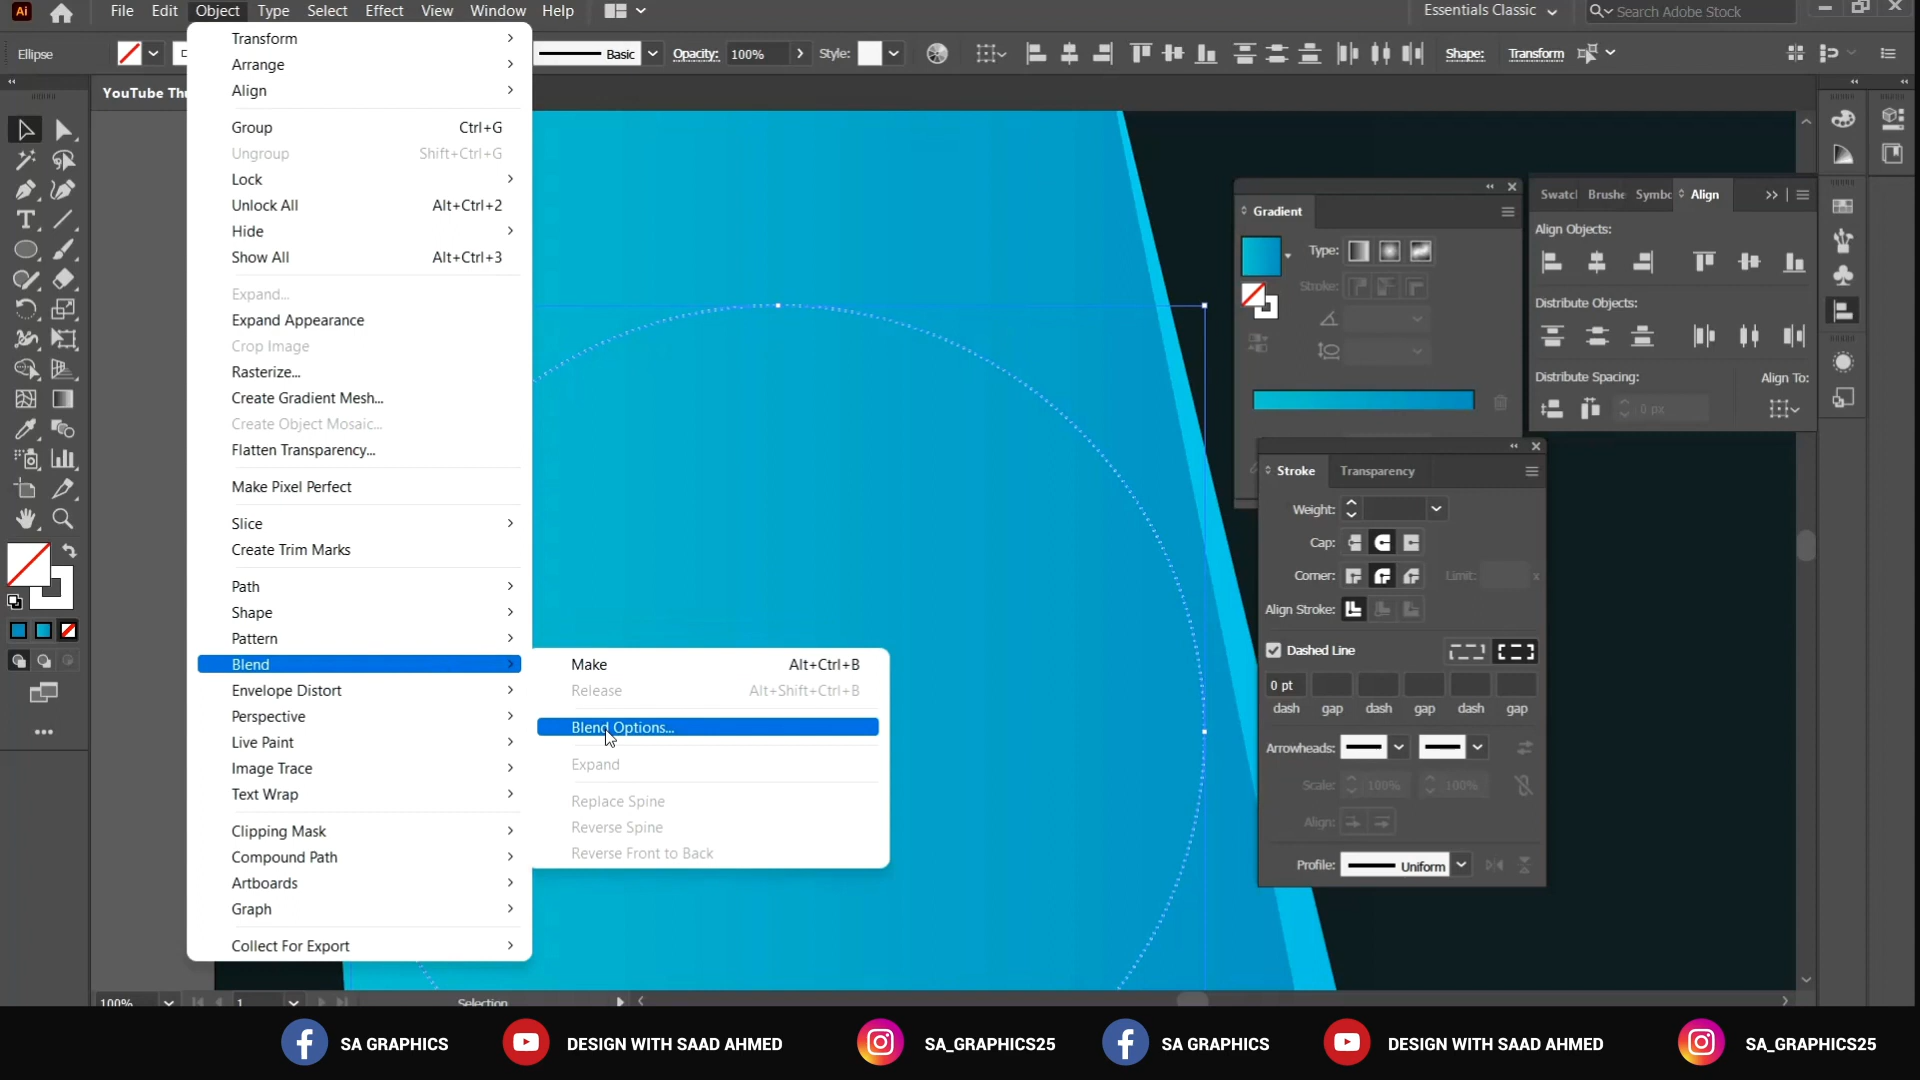 Ai File Edit Object Type Select Effect View Window Help Essentials Classic Search Adobe Stock
Ellipse Basic Opacity: 100% Style: Shape: Transform
YouTube Thu
Transform
Arrange
Align
Group Ctrl+G
Ungroup Shift+Ctrl+G
Lock
Unlock All Alt+Ctrl+2
Hide
Show All Alt+Ctrl+3
Expand...
Expand Appearance
Crop Image
Rasterize...
Create Gradient Mesh...
Create Object Mosaic...
Flatten Transparency...
Make Pixel Perfect
Slice
Create Trim Marks
Path
Shape
Pattern
Blend
Envelope Distort
Perspective
Live Paint
Image Trace
Text Wrap
Clipping Mask
Compound Path
Artboards
Graph
Collect For Export
Make Alt+Ctrl+B
Release Alt+Shift+Ctrl+B
Blend Options...
Expand
Replace Spine
Reverse Spine
Reverse Front to Back
Gradient
Type:
Stroke:
Swatcl Brushe Symbc Align
Align Objects:
Distribute Objects:
Distribute Spacing: Align To:
0 px
Stroke Transparency
Weight:
Cap:
Corner: Limit: x
Align Stroke:
Dashed Line
0 pt
dash gap dash gap dash gap
Arrowheads:
Scale: 100% 100%
Align:
Profile: Uniform
100% 1 Selection
SA GRAPHICS DESIGN WITH SAAD AHMED SA_GRAPHICS25 SA GRAPHICS DESIGN WITH SAAD AHMED SA_GRAPHICS25